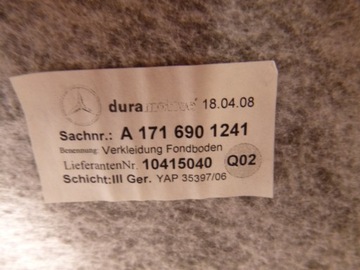 dura 18.04.08
Sachnr.: A 171 690 1241
Benennung: Verkleidung Fondboden
LieferantenNr. 10415040 Q02
Schicht:III Ger. YAP 35397/06